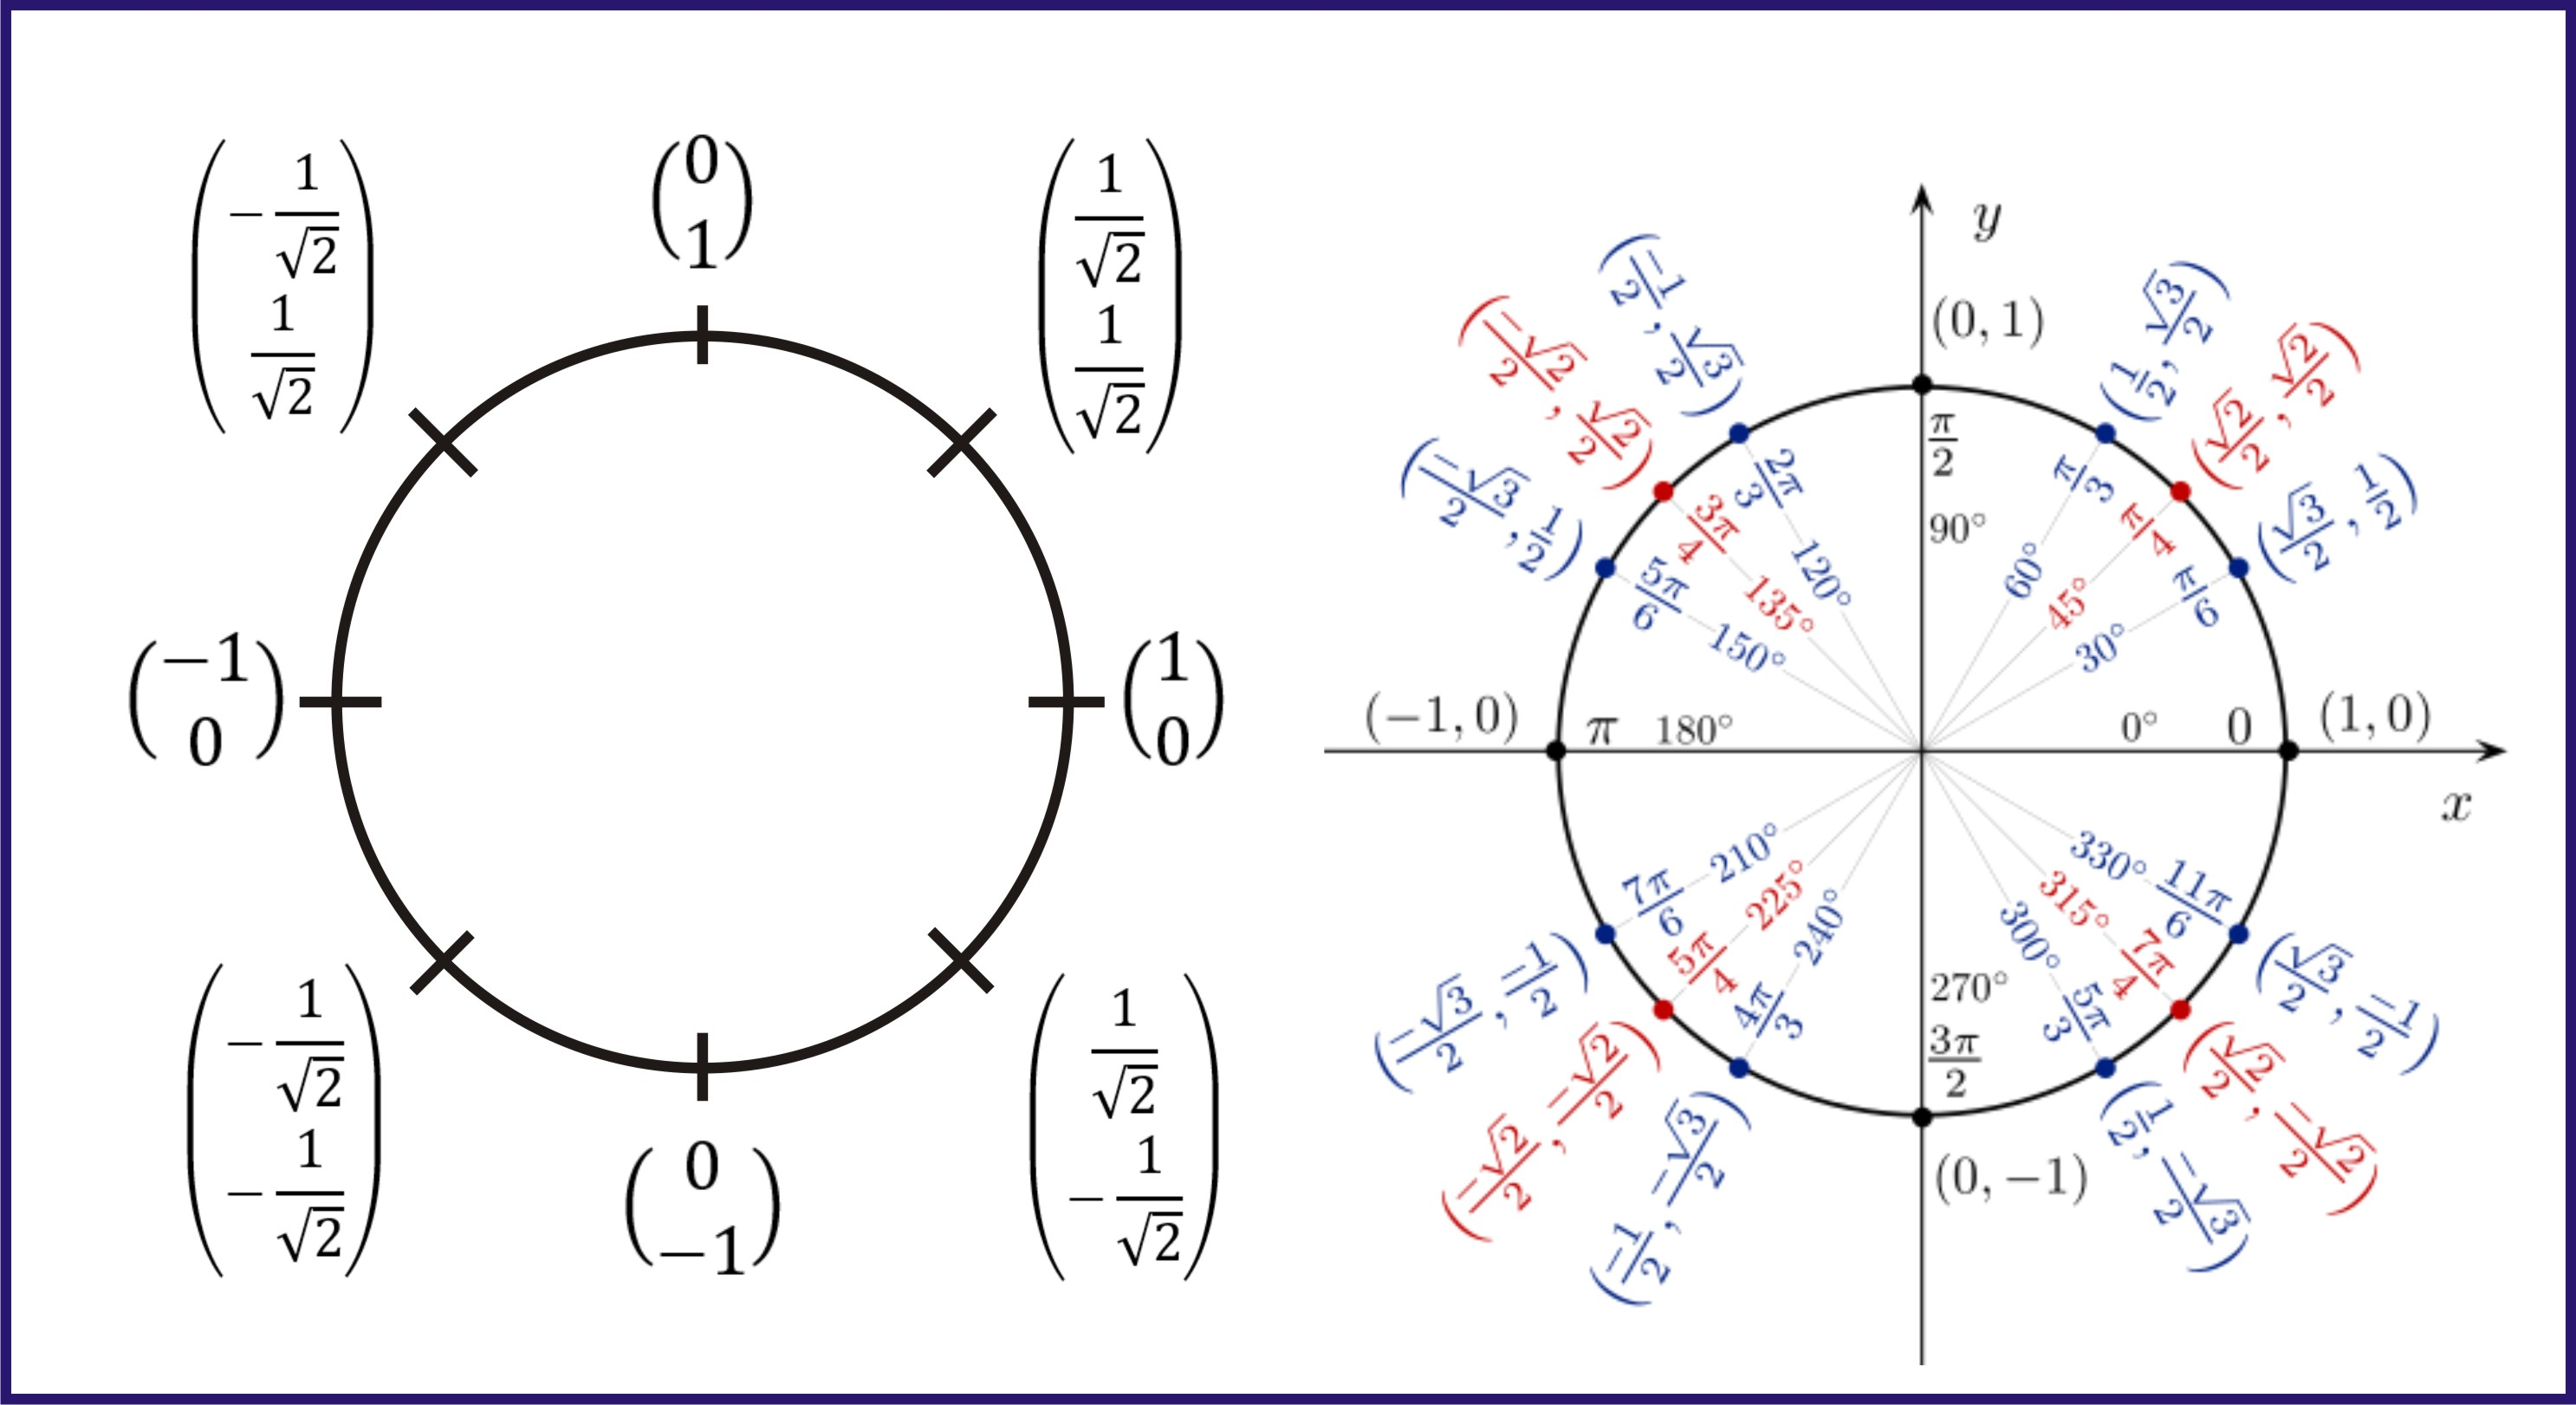 (−1/√2
1/√2)
(0
1)
(1/√2
1/√2)
(−1
0)
(1
0)
(−1/√2
−1/√2)
(0
−1)
(1/√2
−1/√2)
y
(0, 1)
(−1/2, √3/2)
(−√2/2, √2/2)
(−√3/2, 1/2)
(1/2, √3/2)
(√2/2, √2/2)
(√3/2, 1/2)
π/2
90°
2π/3
120°
3π/4
135°
5π/6
150°
π/3
60°
π/4
45°
π/6
30°
(−1, 0)
π 180°
0° 0
(1, 0)
x
7π/6
210°
5π/4
225°
4π/3
240°
330°
11π/6
315°
7π/4
300°
5π/3
270°
3π/2
(−√3/2, −1/2)
(−√2/2, −√2/2)
(−1/2, −√3/2)
(0, −1)
(√3/2, −1/2)
(√2/2, −√2/2)
(1/2, −√3/2)